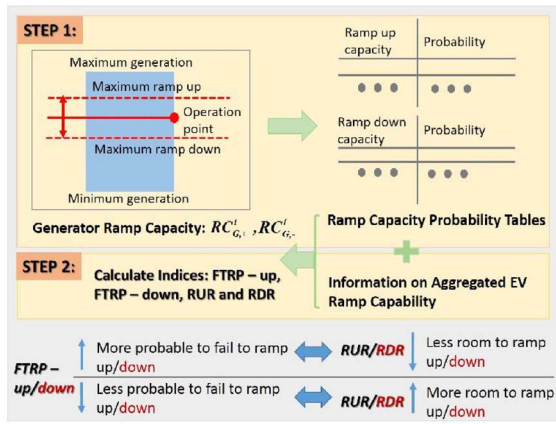 STEP 1:
Maximum generation
Maximum ramp up
Operation
point
Maximum ramp down
Minimum generation
Generator Ramp Capacity: RC^t_{G,+} ,RC^t_{G,-}
Ramp up
capacity
Probability
Ramp down
capacity
Probability
Ramp Capacity Probability Tables
STEP 2:
Calculate Indices: FTRP – up,
FTRP – down, RUR and RDR
Information on Aggregated EV
Ramp Capability
FTRP –
up/down
More probable to fail to ramp
up/down
RUR/RDR
Less room to ramp
up/down
Less probable to fail to ramp
up/down
RUR/RDR
More room to ramp
up/down